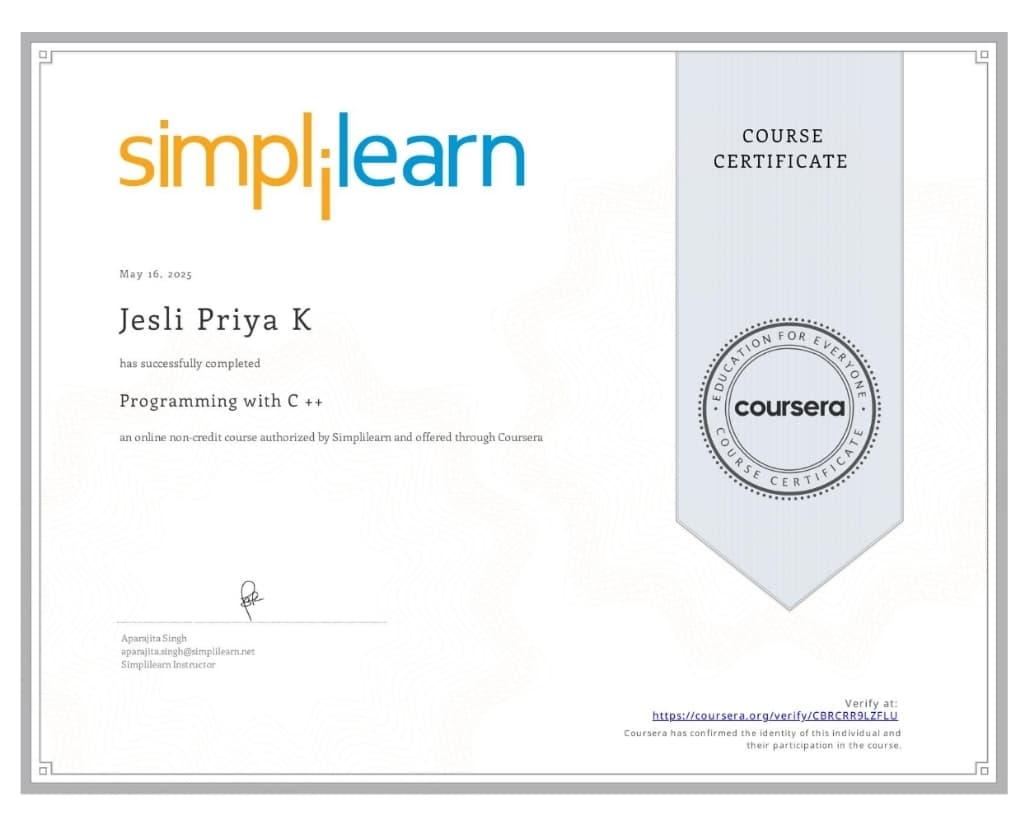 simplilearn
COURSE
CERTIFICATE
May 16, 2025
Jesli Priya K
has successfully completed
Programming with C ++
an online non-credit course authorized by Simplilearn and offered through Coursera
EDUCATION FOR EVERYONE
coursera
COURSE CERTIFICATE
Aparajita Singh
aparajita.singh@simplilearn.net
Simplilearn Instructor
Verify at:
https://coursera.org/verify/CBRCRR9LZFLU
Coursera has confirmed the identity of this individual and
their participation in the course.